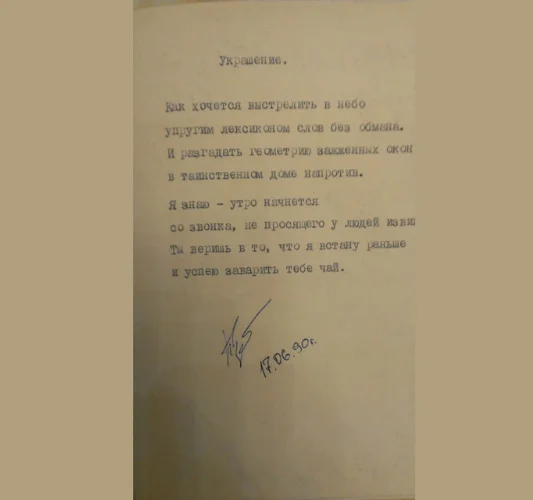 Украшение.
Как хочется выстрелить в небо
упругим лексиконом слов без обмана.
И разгадать геометрию зажженных окон
в таинственном доме напротив.
Я знаю - утро начнется
со звонка, не просящего у людей изви
Ты веришь в то, что я встану раньше
и успею заварить тебе чай.
17.06.90г.